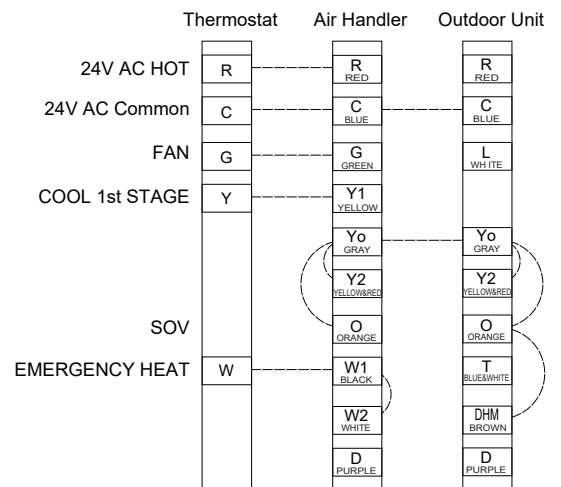 Thermostat Air Handler Outdoor Unit
24V AC HOT R R R
RED RED
24V AC Common C C C
BLUE BLUE
FAN G G L
GREEN WH ITE
COOL 1st STAGE Y Y1
YELLOW
Yo Yo
GRAY GRAY
Y2 Y2
YELLOW&RED YELLOW&RED
SOV O O
ORANGE ORANGE
EMERGENCY HEAT W W1 T
BLACK BLUE&WHITE
W2 DHM
WHITE BROWN
D D
PURPLE PURPLE